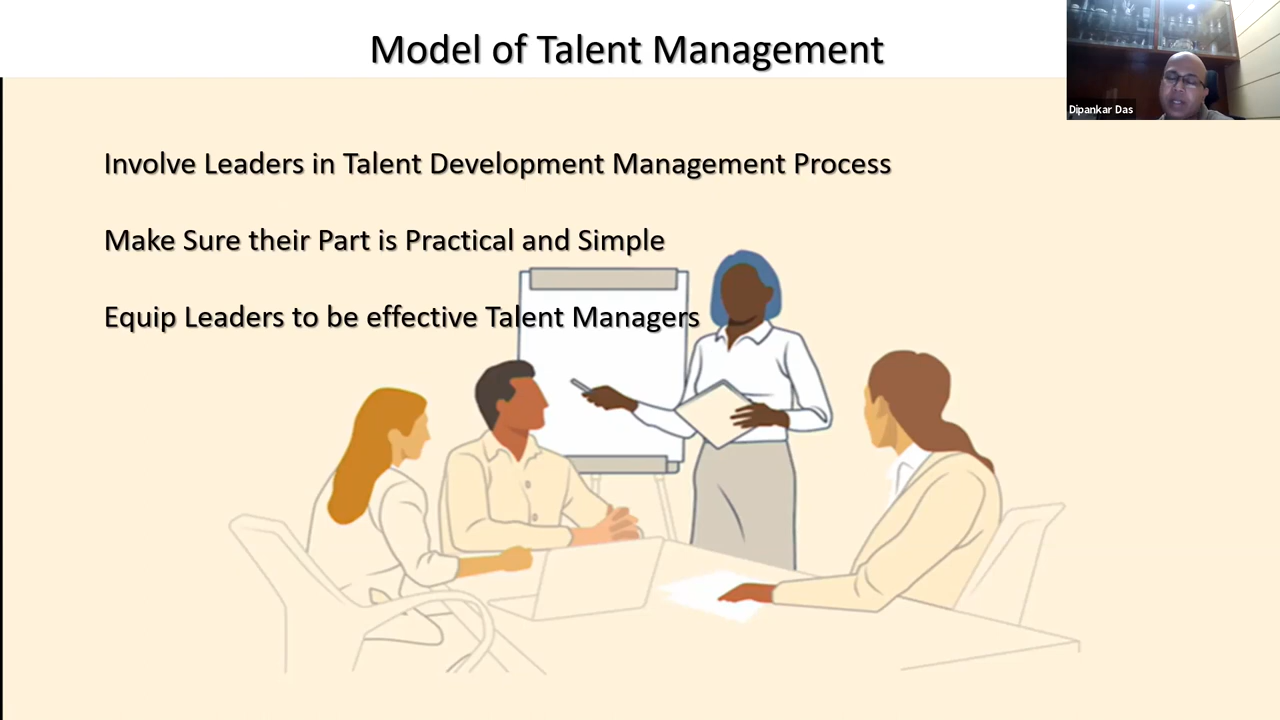 Model of Talent Management
Dipankar Das
Involve Leaders in Talent Development Management Process
Make Sure their Part is Practical and Simple
Equip Leaders to be effective Talent Managers